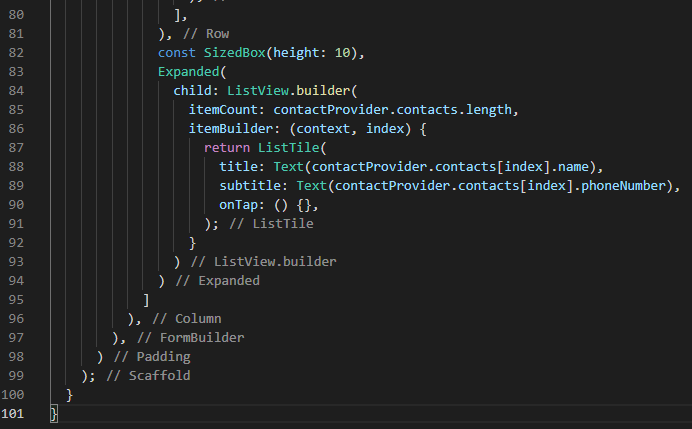 80 ],
81 ), // Row
82 const SizedBox(height: 10),
83 Expanded(
84 child: ListView.builder(
85 itemCount: contactProvider.contacts.length,
86 itemBuilder: (context, index) {
87 return ListTile(
88 title: Text(contactProvider.contacts[index].name),
89 subtitle: Text(contactProvider.contacts[index].phoneNumber),
90 onTap: () {},
91 ); // ListTile
92 }
93 ) // ListView.builder
94 ) // Expanded
95 ]
96 ), // Column
97 ), // FormBuilder
98 ) // Padding
99 ); // Scaffold
100 }
101 }